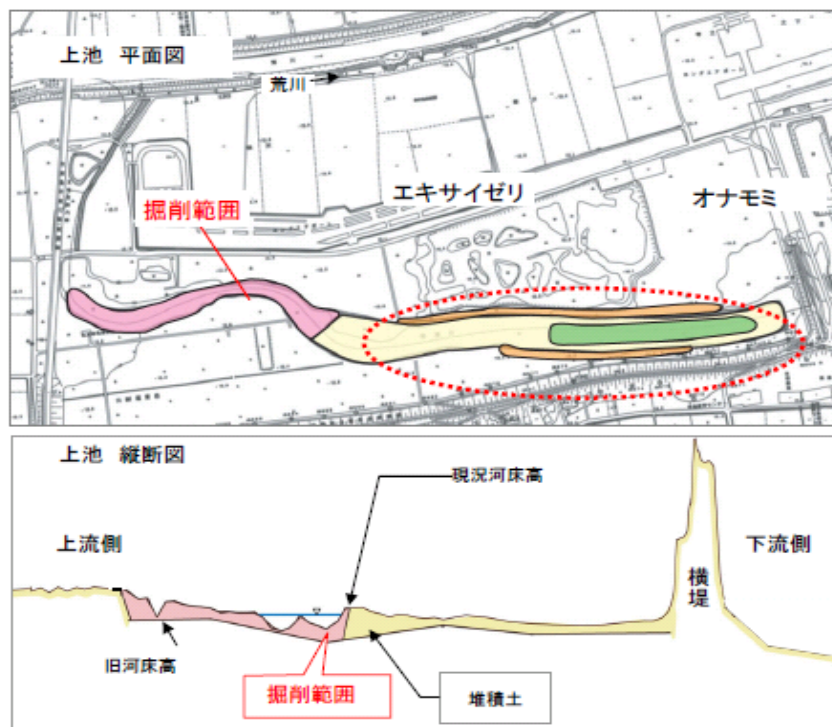 上池 平面図
荒川
エキサイゼリ
オナモミ
掘削範囲
上池 縦断図
現況河床高
上流側
下流側
横堤
旧河床高
掘削範囲
堆積土